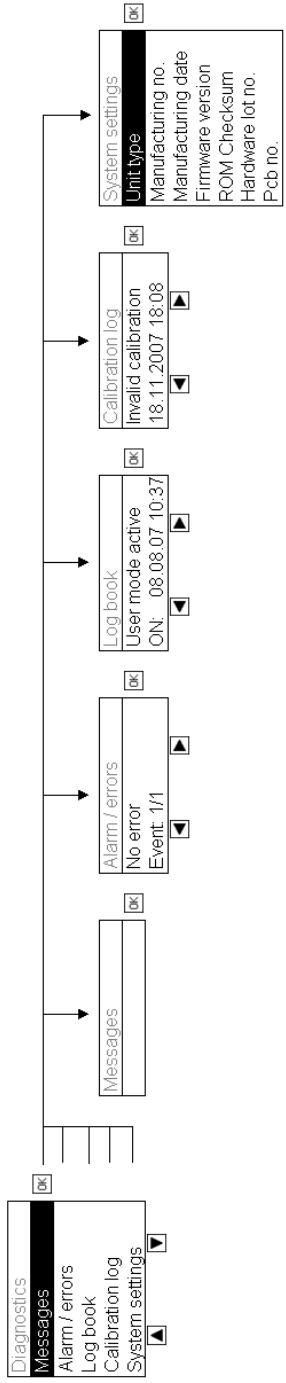 Diagnostics
Messages
Alarm / errors
Log book
Calibration log
System settings
OK
Messages
OK
Alarm / errors
No error
Event: 1/1
OK
Log book
User mode active
ON: 08.08.07 10:37
OK
Calibration log
Invalid calibration
18.11.2007 18:08
OK
System settings
Unit type
Manufacturing no.
Manufacturing date
Firmware version
ROM Checksum
Hardware lot no.
Pcb no.
OK